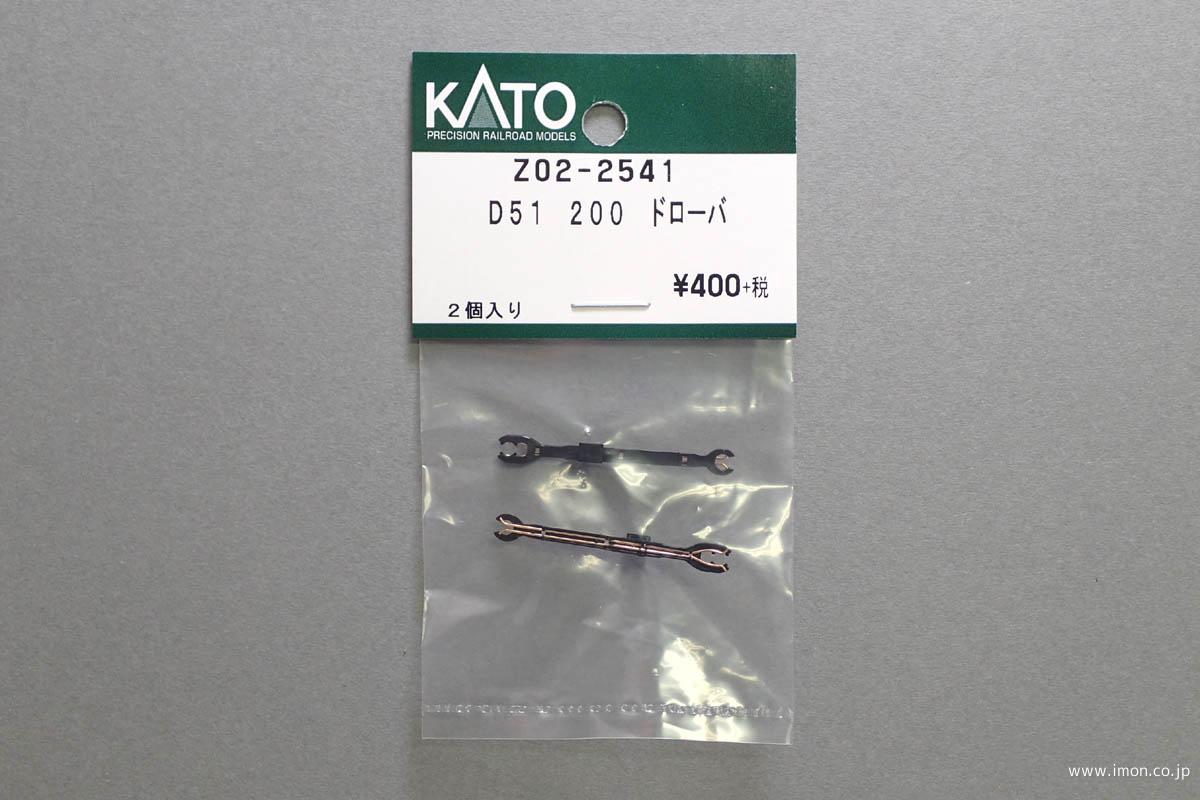 KATO
PRECISION RAILROAD MODELS
Z02-2541
D51 200 ドローバ
¥400+税
2個入り
www.imon.co.jp